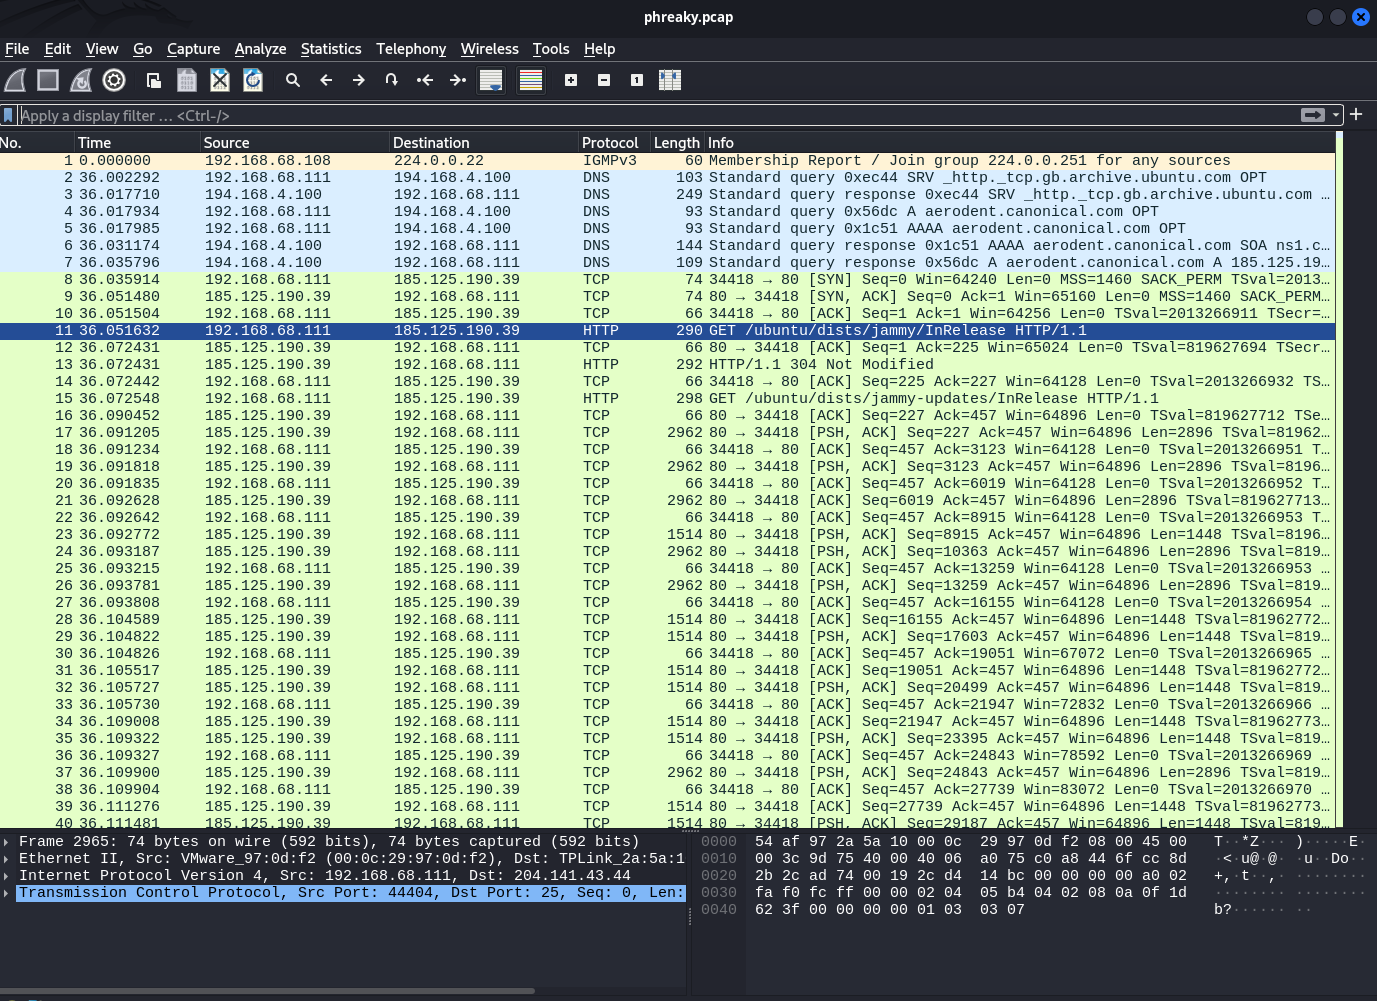 phreaky.pcap
File Edit View Go Capture Analyze Statistics Telephony Wireless Tools Help
Apply a display filter … <Ctrl-/>
No. Time Source Destination Protocol Length Info
1 0.000000 192.168.68.108 224.0.0.22 IGMPv3 60 Membership Report / Join group 224.0.0.251 for any sources
2 36.002292 192.168.68.111 194.168.4.100 DNS 103 Standard query 0xec44 SRV _http._tcp.gb.archive.ubuntu.com OPT
3 36.017710 194.168.4.100 192.168.68.111 DNS 249 Standard query response 0xec44 SRV _http._tcp.gb.archive.ubuntu.com …
4 36.017934 192.168.68.111 194.168.4.100 DNS 93 Standard query 0x56dc A aerodent.canonical.com OPT
5 36.017985 192.168.68.111 194.168.4.100 DNS 93 Standard query 0x1c51 AAAA aerodent.canonical.com OPT
6 36.031174 194.168.4.100 192.168.68.111 DNS 144 Standard query response 0x1c51 AAAA aerodent.canonical.com SOA ns1.c…
7 36.035796 194.168.4.100 192.168.68.111 DNS 109 Standard query response 0x56dc A aerodent.canonical.com A 185.125.19…
8 36.035914 192.168.68.111 185.125.190.39 TCP 74 34418 → 80 [SYN] Seq=0 Win=64240 Len=0 MSS=1460 SACK_PERM TSval=2013…
9 36.051480 185.125.190.39 192.168.68.111 TCP 74 80 → 34418 [SYN, ACK] Seq=0 Ack=1 Win=65160 Len=0 MSS=1460 SACK_PERM…
10 36.051504 192.168.68.111 185.125.190.39 TCP 66 34418 → 80 [ACK] Seq=1 Ack=1 Win=64256 Len=0 TSval=2013266911 TSecr=…
11 36.051632 192.168.68.111 185.125.190.39 HTTP 290 GET /ubuntu/dists/jammy/InRelease HTTP/1.1
12 36.072431 185.125.190.39 192.168.68.111 TCP 66 80 → 34418 [ACK] Seq=1 Ack=225 Win=65024 Len=0 TSval=819627694 TSecr…
13 36.072431 185.125.190.39 192.168.68.111 HTTP 292 HTTP/1.1 304 Not Modified
14 36.072442 192.168.68.111 185.125.190.39 TCP 66 34418 → 80 [ACK] Seq=225 Ack=227 Win=64128 Len=0 TSval=2013266932 TS…
15 36.072548 192.168.68.111 185.125.190.39 HTTP 298 GET /ubuntu/dists/jammy-updates/InRelease HTTP/1.1
16 36.090452 185.125.190.39 192.168.68.111 TCP 66 80 → 34418 [ACK] Seq=227 Ack=457 Win=64896 Len=0 TSval=819627712 TSe…
17 36.091205 185.125.190.39 192.168.68.111 TCP 2962 80 → 34418 [PSH, ACK] Seq=227 Ack=457 Win=64896 Len=2896 TSval=81962…
18 36.091234 192.168.68.111 185.125.190.39 TCP 66 34418 → 80 [ACK] Seq=457 Ack=3123 Win=64128 Len=0 TSval=2013266951 T…
19 36.091818 185.125.190.39 192.168.68.111 TCP 2962 80 → 34418 [PSH, ACK] Seq=3123 Ack=457 Win=64896 Len=2896 TSval=8196…
20 36.091835 192.168.68.111 185.125.190.39 TCP 66 34418 → 80 [ACK] Seq=457 Ack=6019 Win=64128 Len=0 TSval=2013266952 T…
21 36.092628 185.125.190.39 192.168.68.111 TCP 2962 80 → 34418 [PSH, ACK] Seq=6019 Ack=457 Win=64896 Len=2896 TSval=819627713…
22 36.092642 192.168.68.111 185.125.190.39 TCP 66 34418 → 80 [ACK] Seq=457 Ack=8915 Win=64128 Len=0 TSval=2013266953 T…
23 36.092772 185.125.190.39 192.168.68.111 TCP 1514 80 → 34418 [PSH, ACK] Seq=8915 Ack=457 Win=64896 Len=1448 TSval=8196…
24 36.093187 185.125.190.39 192.168.68.111 TCP 2962 80 → 34418 [PSH, ACK] Seq=10363 Ack=457 Win=64896 Len=2896 TSval=819…
25 36.093215 192.168.68.111 185.125.190.39 TCP 66 34418 → 80 [ACK] Seq=457 Ack=13259 Win=64128 Len=0 TSval=2013266953 …
26 36.093781 185.125.190.39 192.168.68.111 TCP 2962 80 → 34418 [PSH, ACK] Seq=13259 Ack=457 Win=64896 Len=2896 TSval=819…
27 36.093808 192.168.68.111 185.125.190.39 TCP 66 34418 → 80 [ACK] Seq=457 Ack=16155 Win=64128 Len=0 TSval=2013266954 …
28 36.104589 185.125.190.39 192.168.68.111 TCP 1514 80 → 34418 [ACK] Seq=16155 Ack=457 Win=64896 Len=1448 TSval=81962772…
29 36.104822 185.125.190.39 192.168.68.111 TCP 1514 80 → 34418 [PSH, ACK] Seq=17603 Ack=457 Win=64896 Len=1448 TSval=819…
30 36.104826 192.168.68.111 185.125.190.39 TCP 66 34418 → 80 [ACK] Seq=457 Ack=19051 Win=67072 Len=0 TSval=2013266965 …
31 36.105517 185.125.190.39 192.168.68.111 TCP 1514 80 → 34418 [ACK] Seq=19051 Ack=457 Win=64896 Len=1448 TSval=81962772…
32 36.105727 185.125.190.39 192.168.68.111 TCP 1514 80 → 34418 [PSH, ACK] Seq=20499 Ack=457 Win=64896 Len=1448 TSval=819…
33 36.105730 192.168.68.111 185.125.190.39 TCP 66 34418 → 80 [ACK] Seq=457 Ack=21947 Win=72832 Len=0 TSval=2013266966 …
34 36.109008 185.125.190.39 192.168.68.111 TCP 1514 80 → 34418 [ACK] Seq=21947 Ack=457 Win=64896 Len=1448 TSval=81962773…
35 36.109322 185.125.190.39 192.168.68.111 TCP 1514 80 → 34418 [PSH, ACK] Seq=23395 Ack=457 Win=64896 Len=1448 TSval=819…
36 36.109327 192.168.68.111 185.125.190.39 TCP 66 34418 → 80 [ACK] Seq=457 Ack=24843 Win=78592 Len=0 TSval=2013266969 …
37 36.109900 185.125.190.39 192.168.68.111 TCP 2962 80 → 34418 [PSH, ACK] Seq=24843 Ack=457 Win=64896 Len=2896 TSval=819…
38 36.109904 192.168.68.111 185.125.190.39 TCP 66 34418 → 80 [ACK] Seq=457 Ack=27739 Win=83072 Len=0 TSval=2013266970 …
39 36.111276 185.125.190.39 192.168.68.111 TCP 1514 80 → 34418 [ACK] Seq=27739 Ack=457 Win=64896 Len=1448 TSval=81962773…
40 36.111481 185.125.190.39 192.168.68.111 TCP 1514 80 → 34418 [PSH, ACK] Seq=29187 Ack=457 Win=64896 Len=1448 TSval=819…
Frame 2965: 74 bytes on wire (592 bits), 74 bytes captured (592 bits)
Ethernet II, Src: VMware_97:0d:f2 (00:0c:29:97:0d:f2), Dst: TPLink_2a:5a:1
Internet Protocol Version 4, Src: 192.168.68.111, Dst: 204.141.43.44
Transmission Control Protocol, Src Port: 44404, Dst Port: 25, Seq: 0, Len:
0000 54 af 97 2a 5a 10 00 0c 29 97 0d f2 08 00 45 00 T··*Z···)·····E·
0010 00 3c 9d 75 40 00 40 06 a0 75 c0 a8 44 6f cc 8d ·<·u@·@··u··Do··
0020 2b 2c ad 74 00 19 2c d4 14 bc 00 00 00 00 a0 02 +,·t··,·········
0030 fa f0 fc ff 00 00 02 04 05 b4 04 02 08 0a 0f 1d ················
0040 62 3f 00 00 00 00 01 03 03 07 b?········